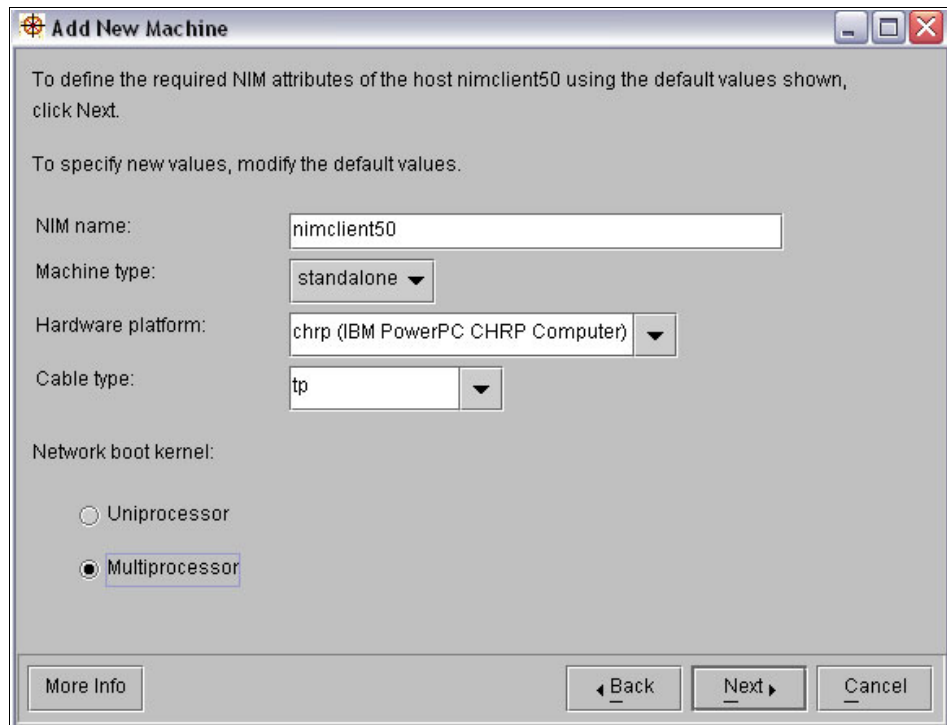 Add New Machine
To define the required NIM attributes of the host nimclient50 using the default values shown,
click Next.
To specify new values, modify the default values.
NIM name:
nimclient50
Machine type:
standalone
Hardware platform:
chrp (IBM PowerPC CHRP Computer)
Cable type:
tp
Network boot kernel:
Uniprocessor
Multiprocessor
More Info
Back
Next
Cancel